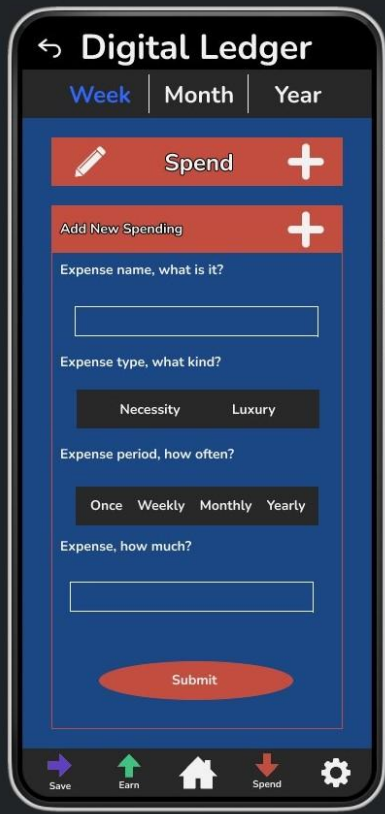 Digital Ledger
Week Month Year
Spend
Add New Spending
Expense name, what is it?
Expense type, what kind?
Necessity Luxury
Expense period, how often?
Once Weekly Monthly Yearly
Expense, how much?
Submit
Save Earn Spend